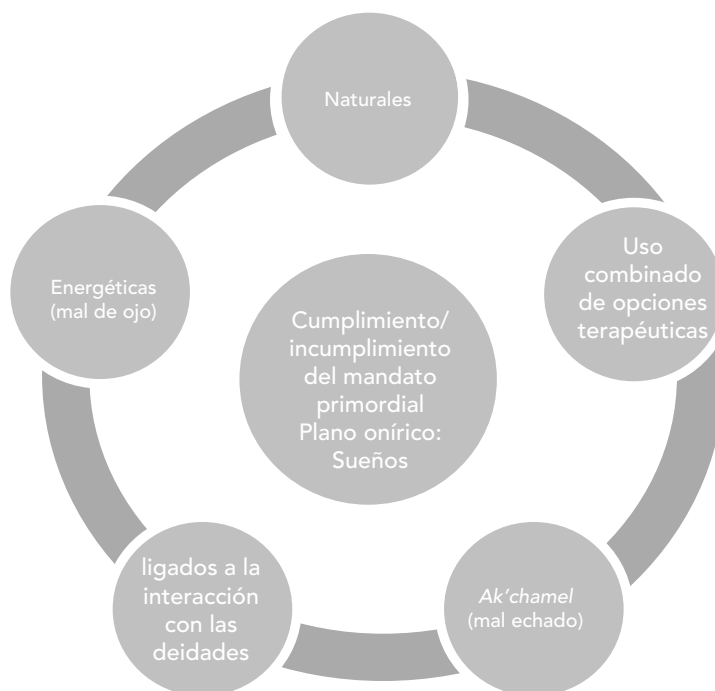 Naturales
Uso
combinado
de opciones
terapéuticas
Energéticas
(mal de ojo)
Cumplimiento/
incumplimiento
del mandato
primordial
Plano onírico:
Sueños
ligados a la
interacción
con las
deidades
Ak'chamel
(mal echado)